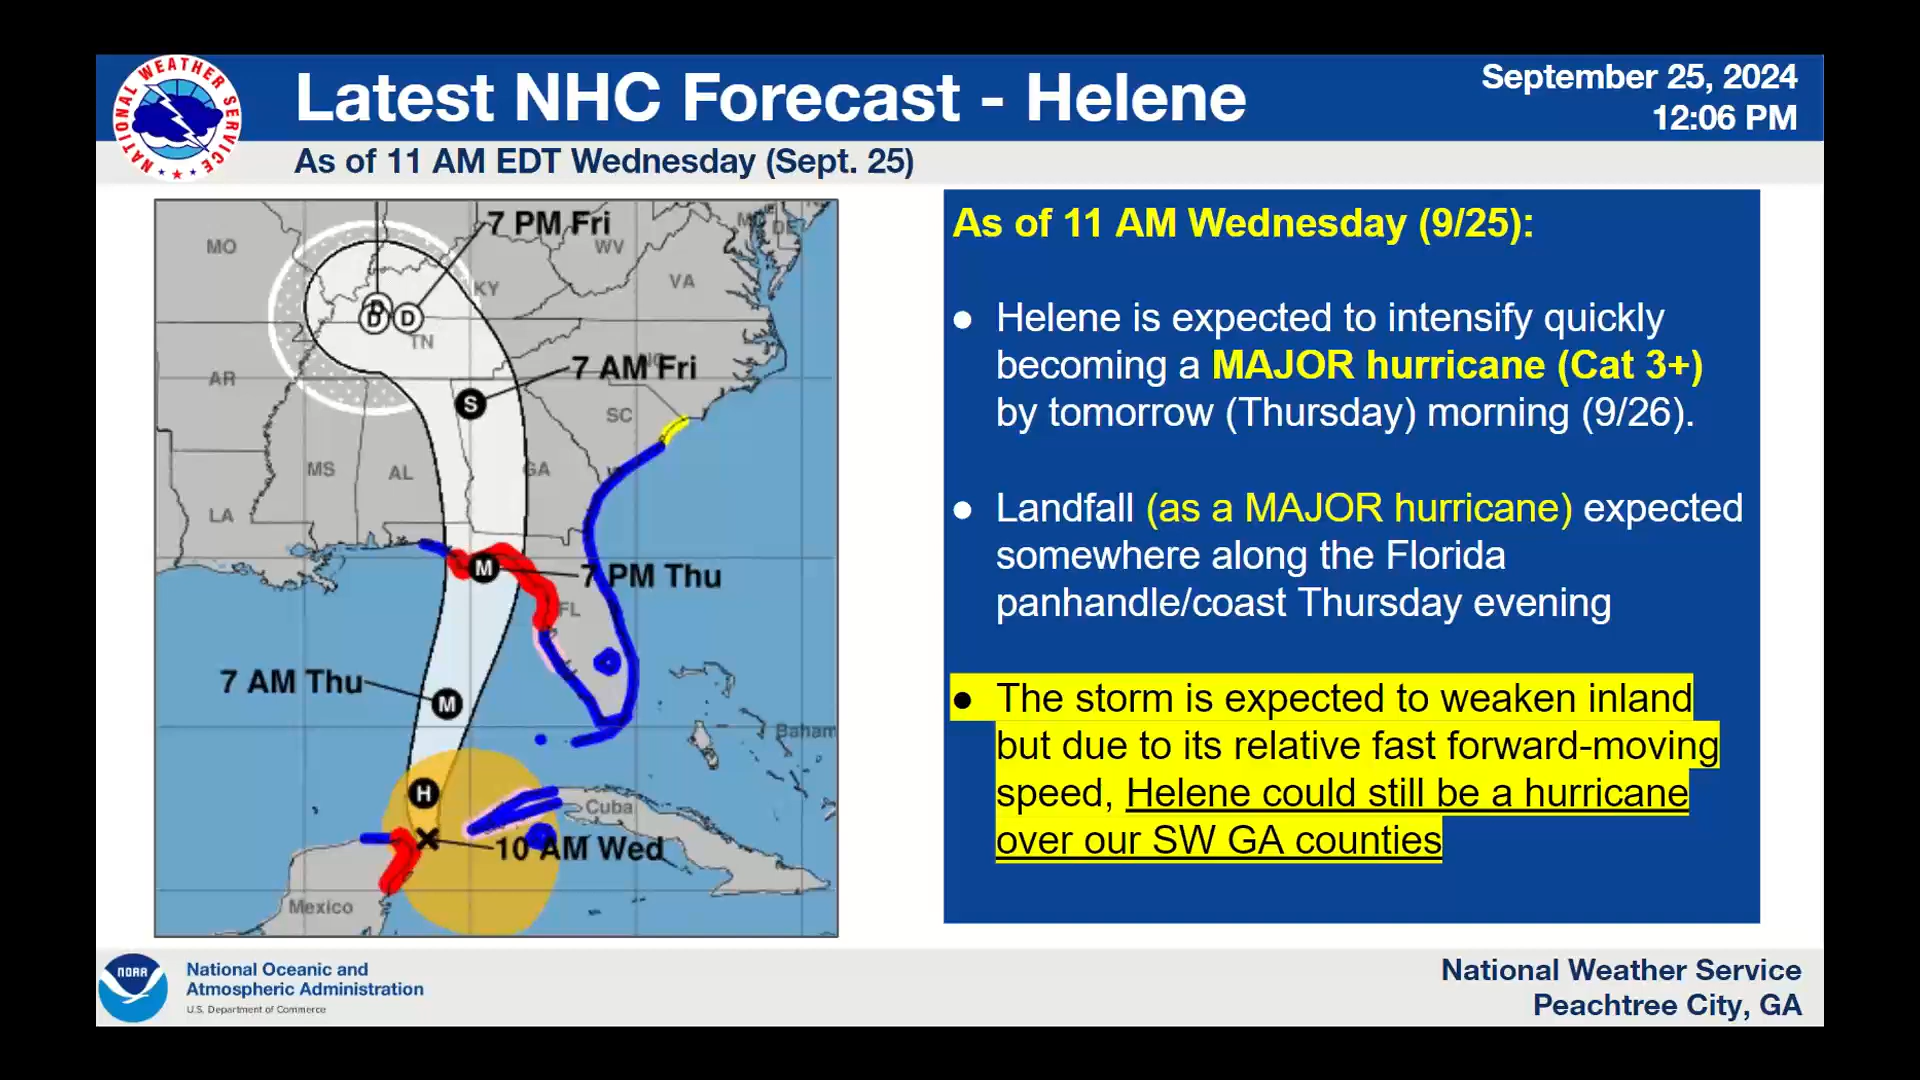 Latest NHC Forecast - Helene
September 25, 2024
12:06 PM
NATIONAL WEATHER SERVICE
As of 11 AM EDT Wednesday (Sept. 25)
7 PM Fri
MO
WV
DE
KY
VA
D
D
D
TN
7 AM Fri
AR
S
SC
MS
AL
GA
LA
M
7 PM Thu
FL
7 AM Thu
M
Baham
H
Cuba
10 AM Wed
Mexico
As of 11 AM Wednesday (9/25):
● Helene is expected to intensify quickly
becoming a MAJOR hurricane (Cat 3+)
by tomorrow (Thursday) morning (9/26).
● Landfall (as a MAJOR hurricane) expected
somewhere along the Florida
panhandle/coast Thursday evening
● The storm is expected to weaken inland
but due to its relative fast forward-moving
speed, Helene could still be a hurricane
over our SW GA counties
NOAA
National Oceanic and
Atmospheric Administration
U.S. Department of Commerce
National Weather Service
Peachtree City, GA